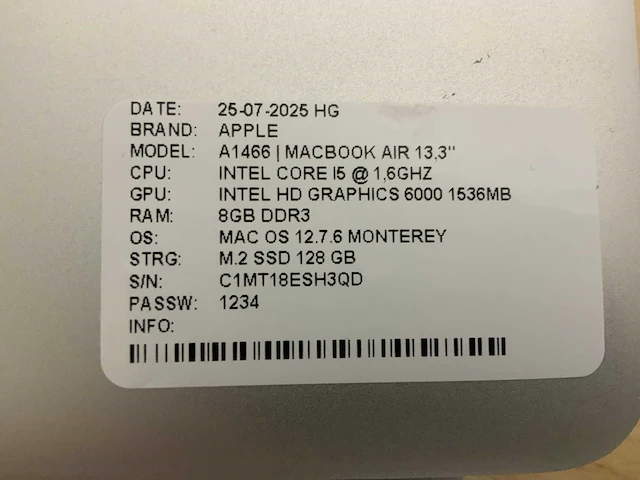 DATE: 25-07-2025 HG
BRAND: APPLE
MODEL: A1466 | MACBOOK AIR 13,3"
CPU: INTEL CORE I5 @ 1,6GHZ
GPU: INTEL HD GRAPHICS 6000 1536MB
RAM: 8GB DDR3
OS: MAC OS 12.7.6 MONTEREY
STRG: M.2 SSD 128 GB
S/N: C1MT18ESH3QD
PASSW: 1234
INFO: